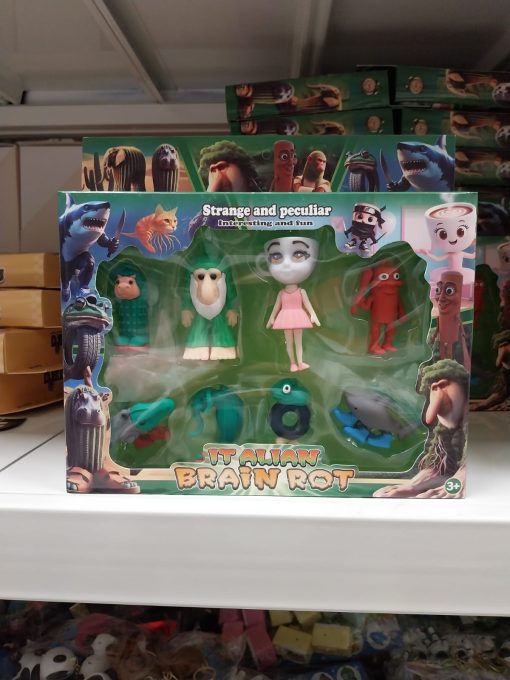 Strange and peculiar
Interesting and fun
ITALIAN
BRAIN ROT
3+